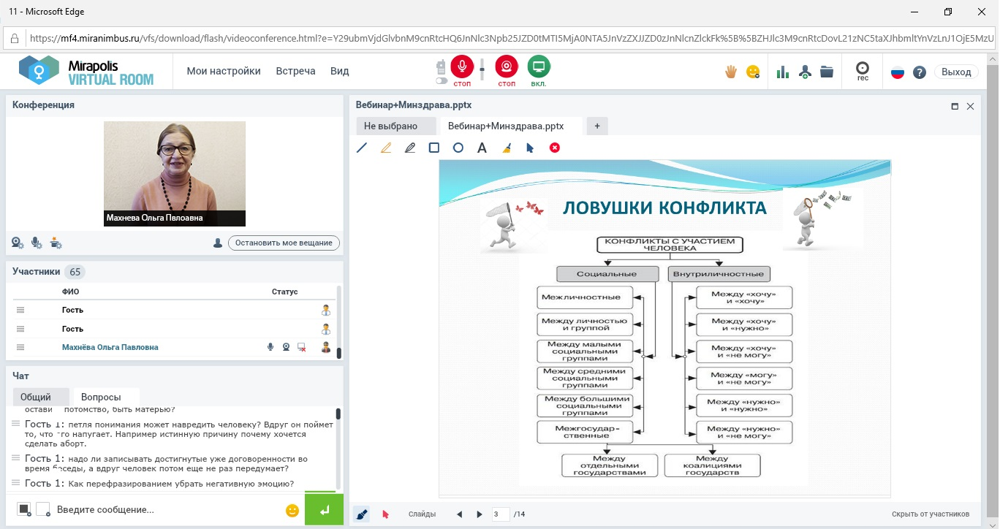 11 - Microsoft Edge
https://mf4.miranimbus.ru/vfs/download/flash/videoconference.html?e=Y29ubmVjdGlvbnM9cnRtcHQ6JnNlc3Npb25JZD0tMTI5MjA0NTA5JnVzZXJJZD0zJnNlcnZlckFk%5B%5BZHJlc3M9cnRtcDovL21zNC5taXJhbmltYnVzLnJ1OjE5MzU
Mirapolis
VIRTUAL ROOM
Мои настройки Встреча Вид
стоп стоп вкл.
rec
Выход
Конференция
Махнева Ольга Пвлоавна
Остановить мое вещание
Участники 65
ФИО Статус
Гость
Гость
Махнёва Ольга Павловна
Чат
Общий Вопросы
остави потомство, быть матерью?
Гость 1: петля понимания может навредить человеку? Вдруг он поймет
то, что го напугает. Например истинную причину почему хочется
сделать аборт.
Гость 1: надо ли записывать достигнутые уже договоренности во
время беседы, а вдруг человек потом еще не раз передумает?
Гость 1: Как перефразированием убрать негативную эмоцию?
Введите сообщение...
Вебинар+Минздрава.pptx
Не выбрано Вебинар+Минздрава.pptx +
A
ЛОВУШКИ КОНФЛИКТА
КОНФЛИКТЫ С УЧАСТИЕМ
ЧЕЛОВЕКА
Социальные
Внутриличностные
Межличностные
Между личностью
и группой
Между малыми
социальными
группами
Между средними
социальными
группами
Между большими
социальными
группами
Межгосудар-
ственные
Между «хочу»
и «хочу»
Между «хочу»
и «нужно»
Между «хочу»
и «не могу»
Между «могу»
и «не могу»
Между «нужно»
и «нужно»
Между «нужно»
и «не могу»
Между
отдельными
государствами
Между
коалициями
государств
Слайды 3 /14
Скрыть от участников